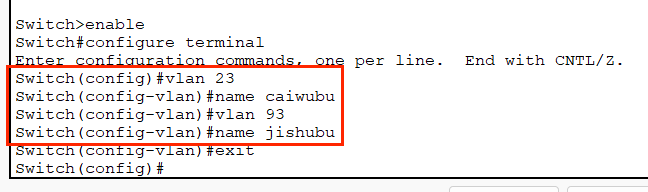 Switch>enable
Switch#configure terminal
Enter configuration commands, one per line.  End with CNTL/Z.
Switch(config)#vlan 23
Switch(config-vlan)#name caiwubu
Switch(config-vlan)#vlan 93
Switch(config-vlan)#name jishubu
Switch(config-vlan)#exit
Switch(config)#